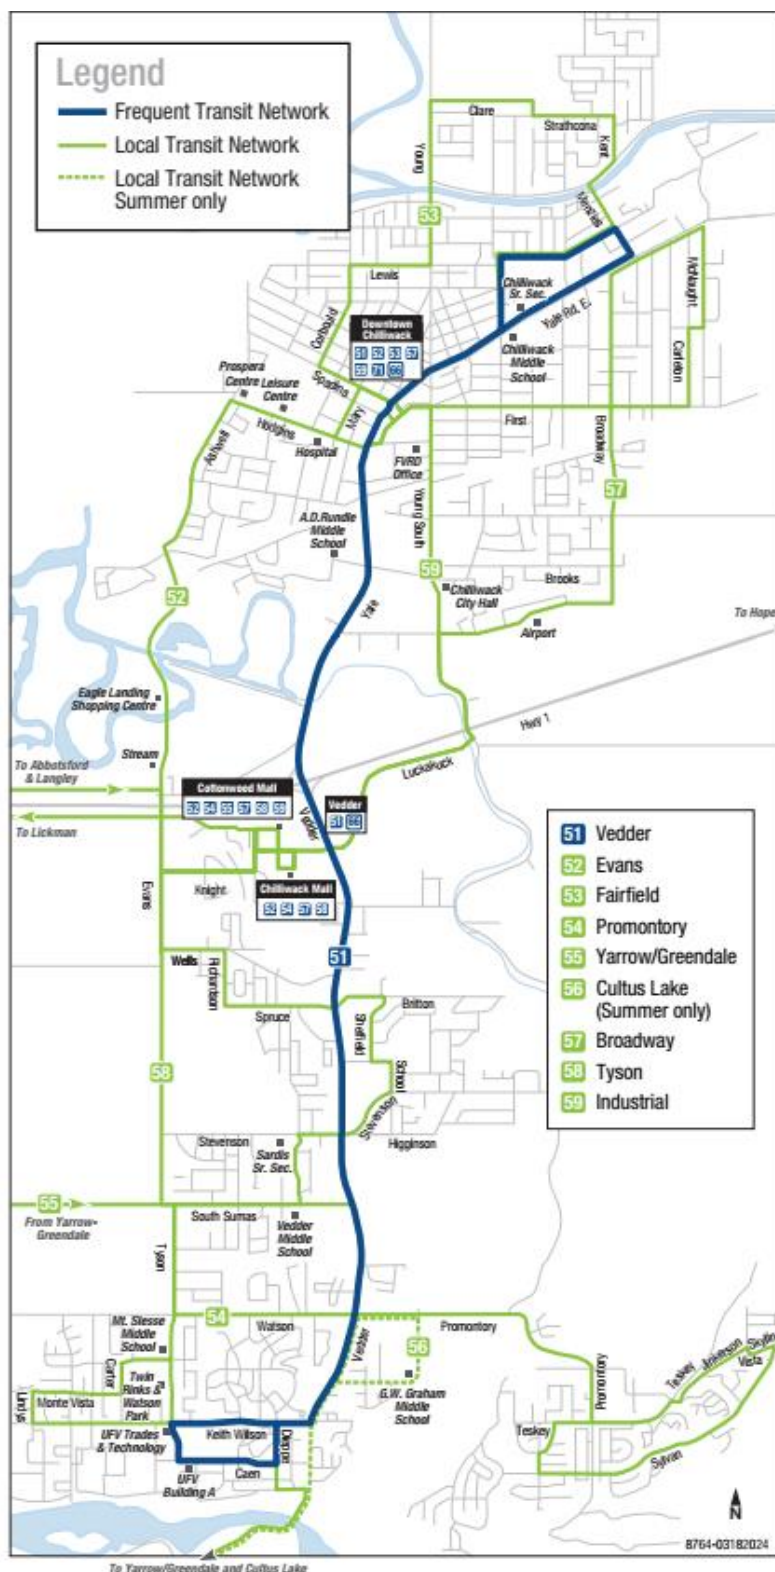 Legend
Frequent Transit Network
Local Transit Network
Local Transit Network
Summer only
Clare
Strathcona
Kent
Young
Menholm
53
Lewis
Corbould
Chilliwack
Sr. Sec.
Yale Rd. E.
McNaught
Downtown
Chilliwack
51 52 53 57
59 71 66
Chilliwack
Middle
School
Carleton
Prospera
Centre
Leisure
Centre
Spadina
Mary
First
Broadway
Ashwell
Hodgins
Hospital
FVRD
Office
Young South
57
A.D.Rundle
Middle
School
59
52
Chilliwack
City Hall
Brooks
Yale
Airport
To Hope
Eagle Landing
Shopping Centre
Hwy 1
Stream
Luckakuck
To Abbotsford
& Langley
Cottonwood Mall
52 54 55 57 58 59
Vedder
Vedder
51 66
To Lickman
Evans
Knight
Chilliwack Mall
52 54 57 58
51 Vedder
52 Evans
53 Fairfield
54 Promontory
55 Yarrow/Greendale
56 Cultus Lake
(Summer only)
57 Broadway
58 Tyson
59 Industrial
51
Wells
Richardson
Spruce
Britton
Sheffield
School
58
Stevenson
Stevenson
Higginson
Sardis
Sr. Sec.
55
From Yarrow-
Greendale
South Sumas
Vedder
Middle
School
Tyson
54
Watson
Vedder
56
Promontory
Mt. Slesse
Middle
School
G.W. Graham
Middle
School
Carter
Twin
Rinks &
Watson
Park
Lindys
Monte Vista
Promontory
Teskey
Jinkerson
Vista
Skyline
UFV Trades
& Technology
Keith Wilson
Dieppe
Teskey
Sylvan
Caen
UFV
Building A
N
8764-03182024
To Yarrow/Greendale and Cultus Lake